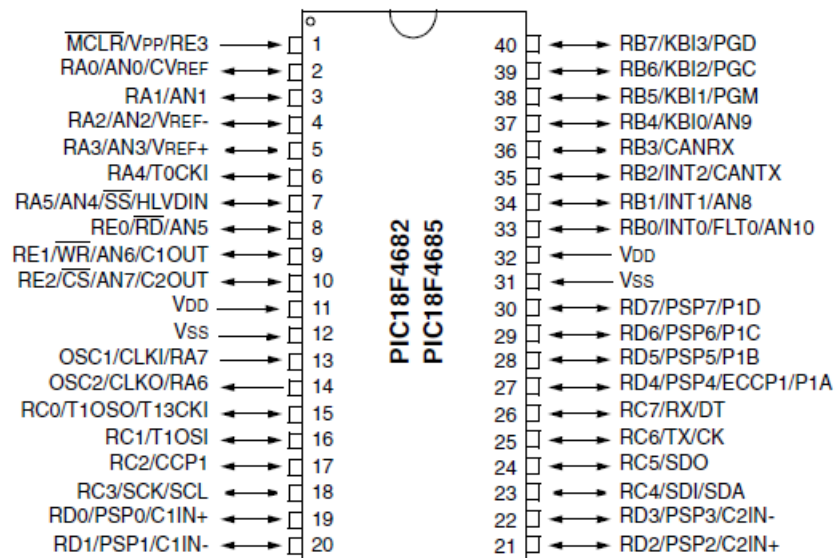 MCLR/VPP/RE3 1 40 RB7/KBI3/PGD
RA0/AN0/CVREF 2 39 RB6/KBI2/PGC
RA1/AN1 3 38 RB5/KBI1/PGM
RA2/AN2/VREF- 4 37 RB4/KBI0/AN9
RA3/AN3/VREF+ 5 36 RB3/CANRX
RA4/T0CKI 6 35 RB2/INT2/CANTX
RA5/AN4/SS/HLVDIN 7 34 RB1/INT1/AN8
RE0/RD/AN5 8 33 RB0/INT0/FLT0/AN10
RE1/WR/AN6/C1OUT 9 32 VDD
RE2/CS/AN7/C2OUT 10 31 VSS
VDD 11 30 RD7/PSP7/P1D
VSS 12 29 RD6/PSP6/P1C
OSC1/CLKI/RA7 13 28 RD5/PSP5/P1B
OSC2/CLKO/RA6 14 27 RD4/PSP4/ECCP1/P1A
RC0/T1OSO/T13CKI 15 26 RC7/RX/DT
RC1/T1OSI 16 25 RC6/TX/CK
RC2/CCP1 17 24 RC5/SDO
RC3/SCK/SCL 18 23 RC4/SDI/SDA
RD0/PSP0/C1IN+ 19 22 RD3/PSP3/C2IN-
RD1/PSP1/C1IN- 20 21 RD2/PSP2/C2IN+
PIC18F4682
PIC18F4685